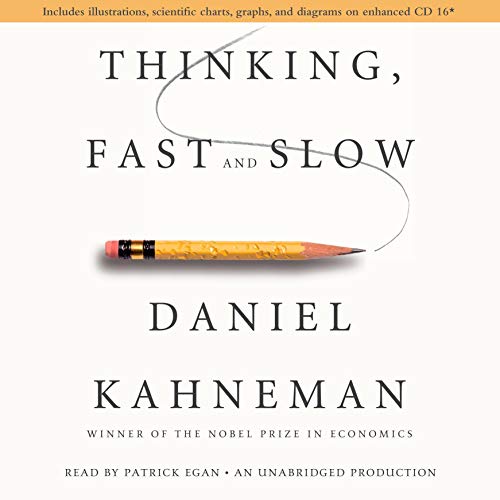 Includes illustrations, scientific charts, graphs, and diagrams on enhanced CD 16*
THINKING,
FAST AND SLOW
DANIEL
KAHNEMAN
WINNER OF THE NOBEL PRIZE IN ECONOMICS
READ BY PATRICK EGAN • AN UNABRIDGED PRODUCTION